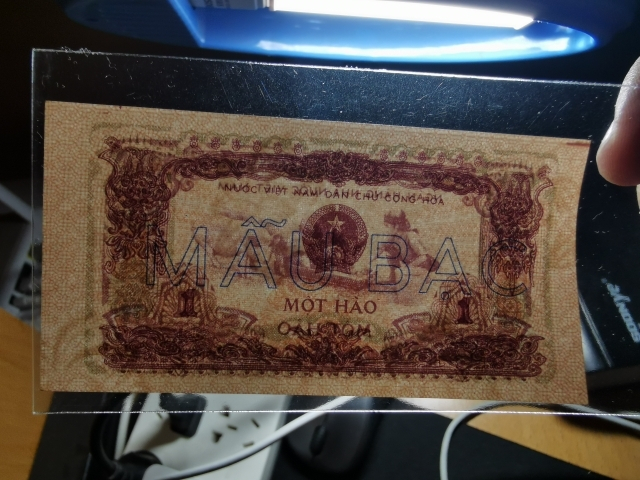 NƯỚC VIỆT NAM DÂN CHỦ CỘNG HÒA
MẪU BẠC
MỘT HÀO
1 1